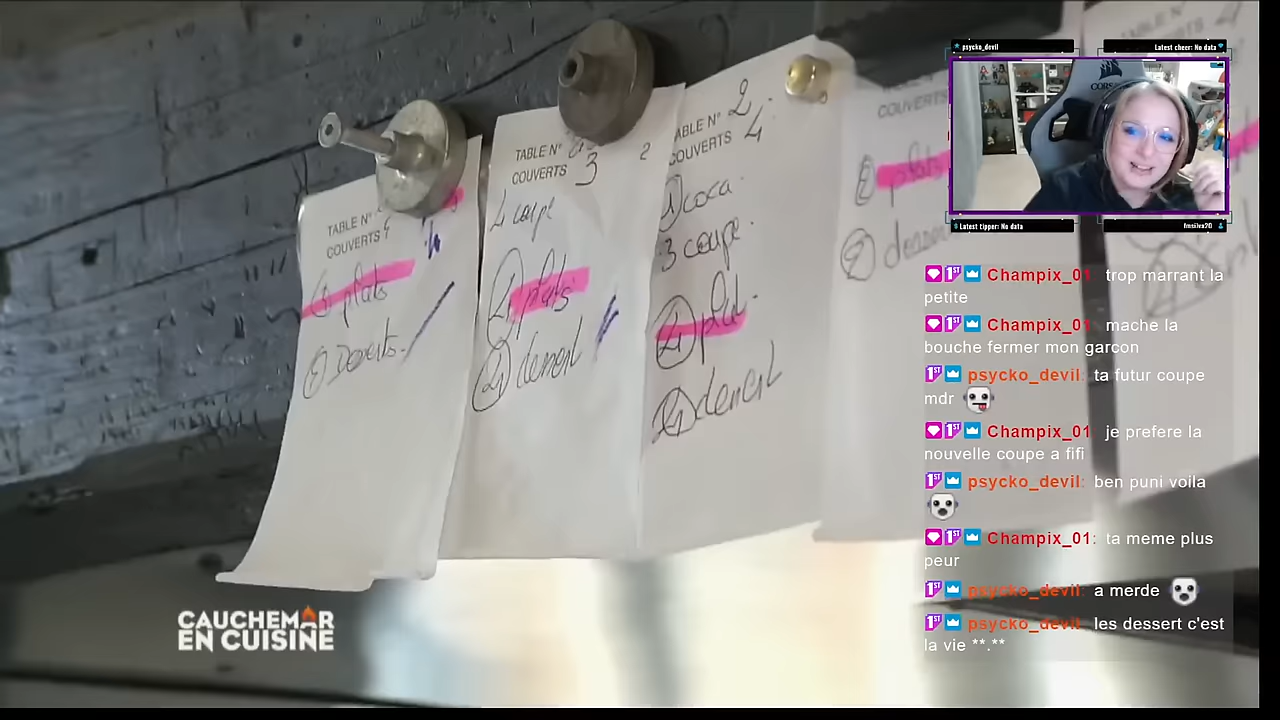 TABLE N°
COUVERTS 4
plats
Deserts.
TABLE N°
COUVERTS 3
2
4 coupe
plats
dessert
TABLE N° 2
COUVERTS 4
1 coca
3 coupe
plat
dessert
COUVERTS
plats
dessert
TABLE N°
CAUCHEMAR
EN CUISINE
psycko_devil
Latest cheer: No data
CORSAIR
Latest tipper: No data
fmsilva20
Champix_01 trop marrant la
petite
Champix_01 mache la
bouche fermer mon garcon
psycko_devil: ta futur coupe
mdr
Champix_01 je prefere la
nouvelle coupe a fifi
psycko_devil: ben puni voila
Champix_01: ta meme plus
peur
psycko_devil: a merde
psycko_devil les dessert c'est
la vie **.**